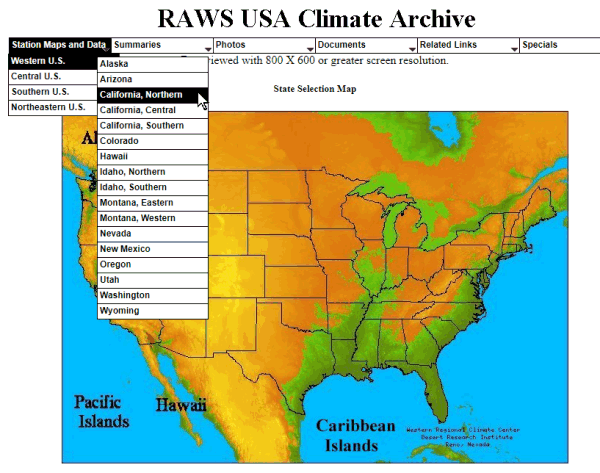 RAWS USA Climate Archive
Station Maps and Data Summaries Photos Documents Related Links Specials
Western U.S.
Central U.S.
Southern U.S.
Northeastern U.S.
Alaska
Arizona
California, Northern
California, Central
California, Southern
Colorado
Hawaii
Idaho, Northern
Idaho, Southern
Montana, Eastern
Montana, Western
Nevada
New Mexico
Oregon
Utah
Washington
Wyoming
viewed with 800 X 600 or greater screen resolution.
State Selection Map
Al
Pacific
Islands
Hawaii
Caribbean
Islands
Western Regional Climate Center
Desert Research Institute
Reno, Nevada